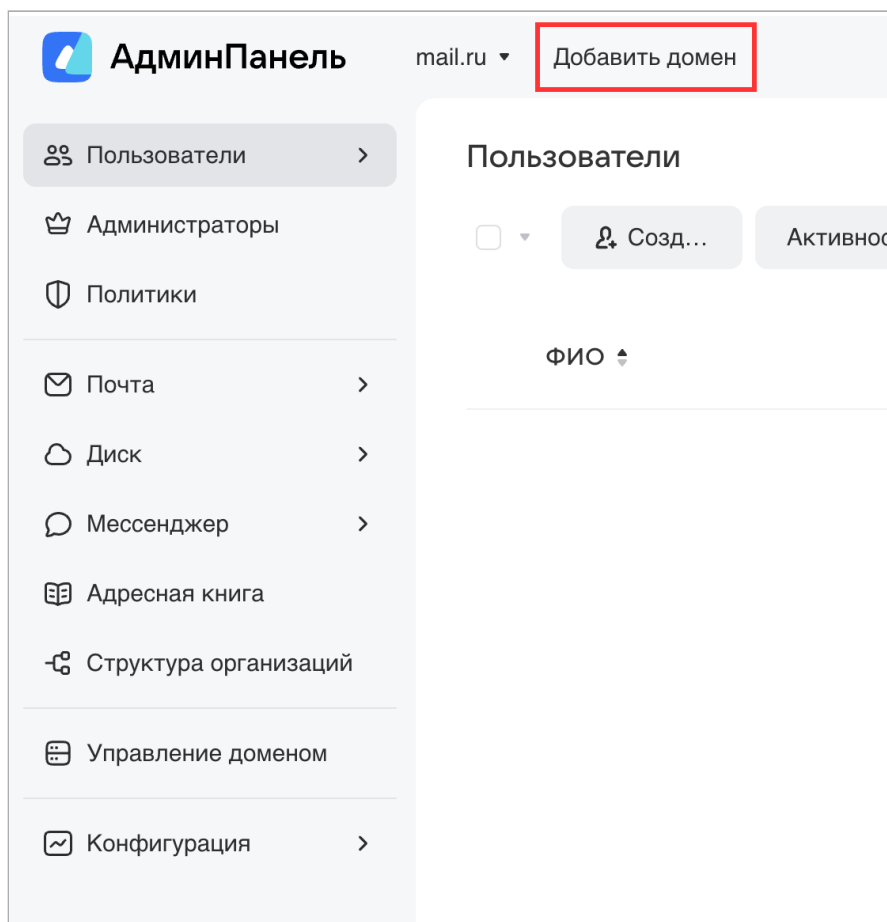 АдминПанель
mail.ru
Добавить домен
Пользователи
Администраторы
Политики
Почта
Диск
Мессенджер
Адресная книга
Структура организаций
Управление доменом
Конфигурация
Пользователи
Созд...
Активнос
ФИО